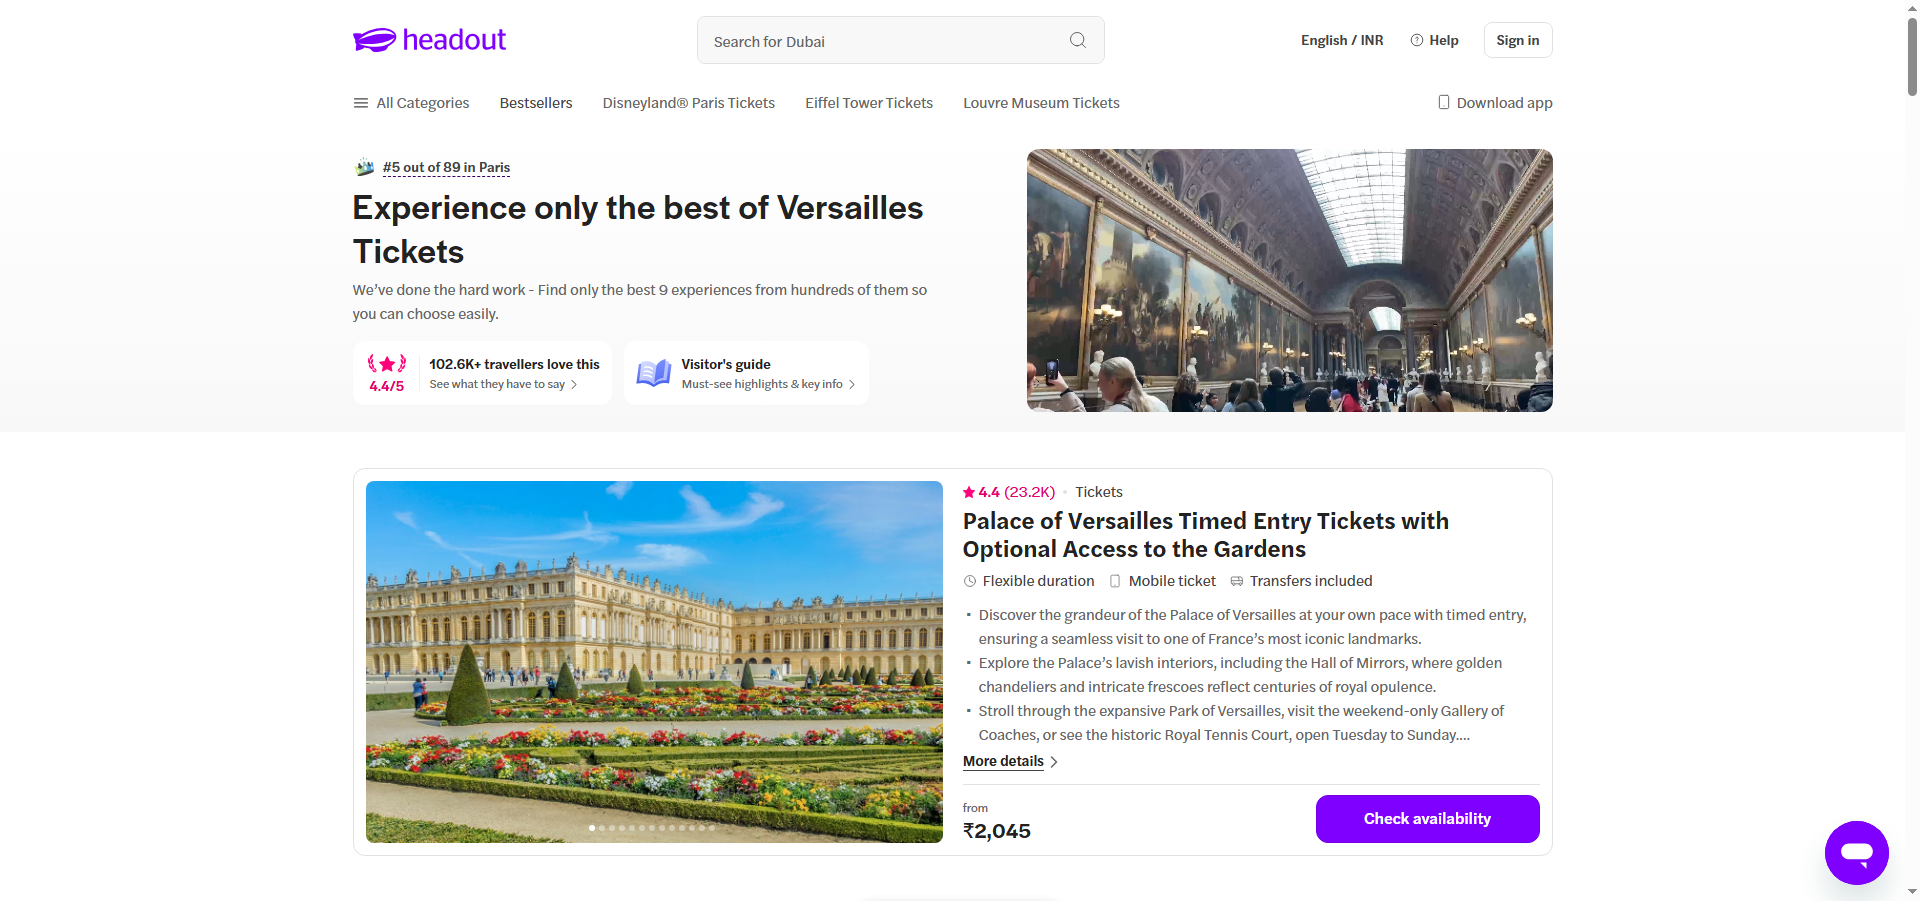 headout
Search for Dubai
English / INR
Help
Sign in
All Categories
Bestsellers
Disneyland® Paris Tickets
Eiffel Tower Tickets
Louvre Museum Tickets
Download app
#5 out of 89 in Paris
Experience only the best of Versailles
Tickets
We’ve done the hard work - Find only the best 9 experiences from hundreds of them so
you can choose easily.
4.4/5
102.6K+ travellers love this
See what they have to say
Visitor's guide
Must-see highlights & key info
4.4 (23.2K)
Tickets
Palace of Versailles Timed Entry Tickets with
Optional Access to the Gardens
Flexible duration
Mobile ticket
Transfers included
Discover the grandeur of the Palace of Versailles at your own pace with timed entry,
ensuring a seamless visit to one of France’s most iconic landmarks.
Explore the Palace’s lavish interiors, including the Hall of Mirrors, where golden
chandeliers and intricate frescoes reflect centuries of royal opulence.
Stroll through the expansive Park of Versailles, visit the weekend-only Gallery of
Coaches, or see the historic Royal Tennis Court, open Tuesday to Sunday....
More details
from
₹2,045
Check availability